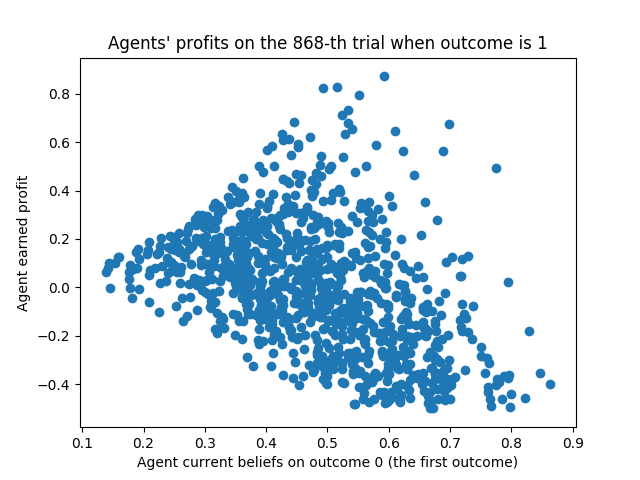 Agents' profits on the 868-th trial when outcome is 1
0.8
0.6
0.4
0.2
0.0
−0.2
−0.4
Agent earned profit
0.1 0.2 0.3 0.4 0.5 0.6 0.7 0.8 0.9
Agent current beliefs on outcome 0 (the first outcome)